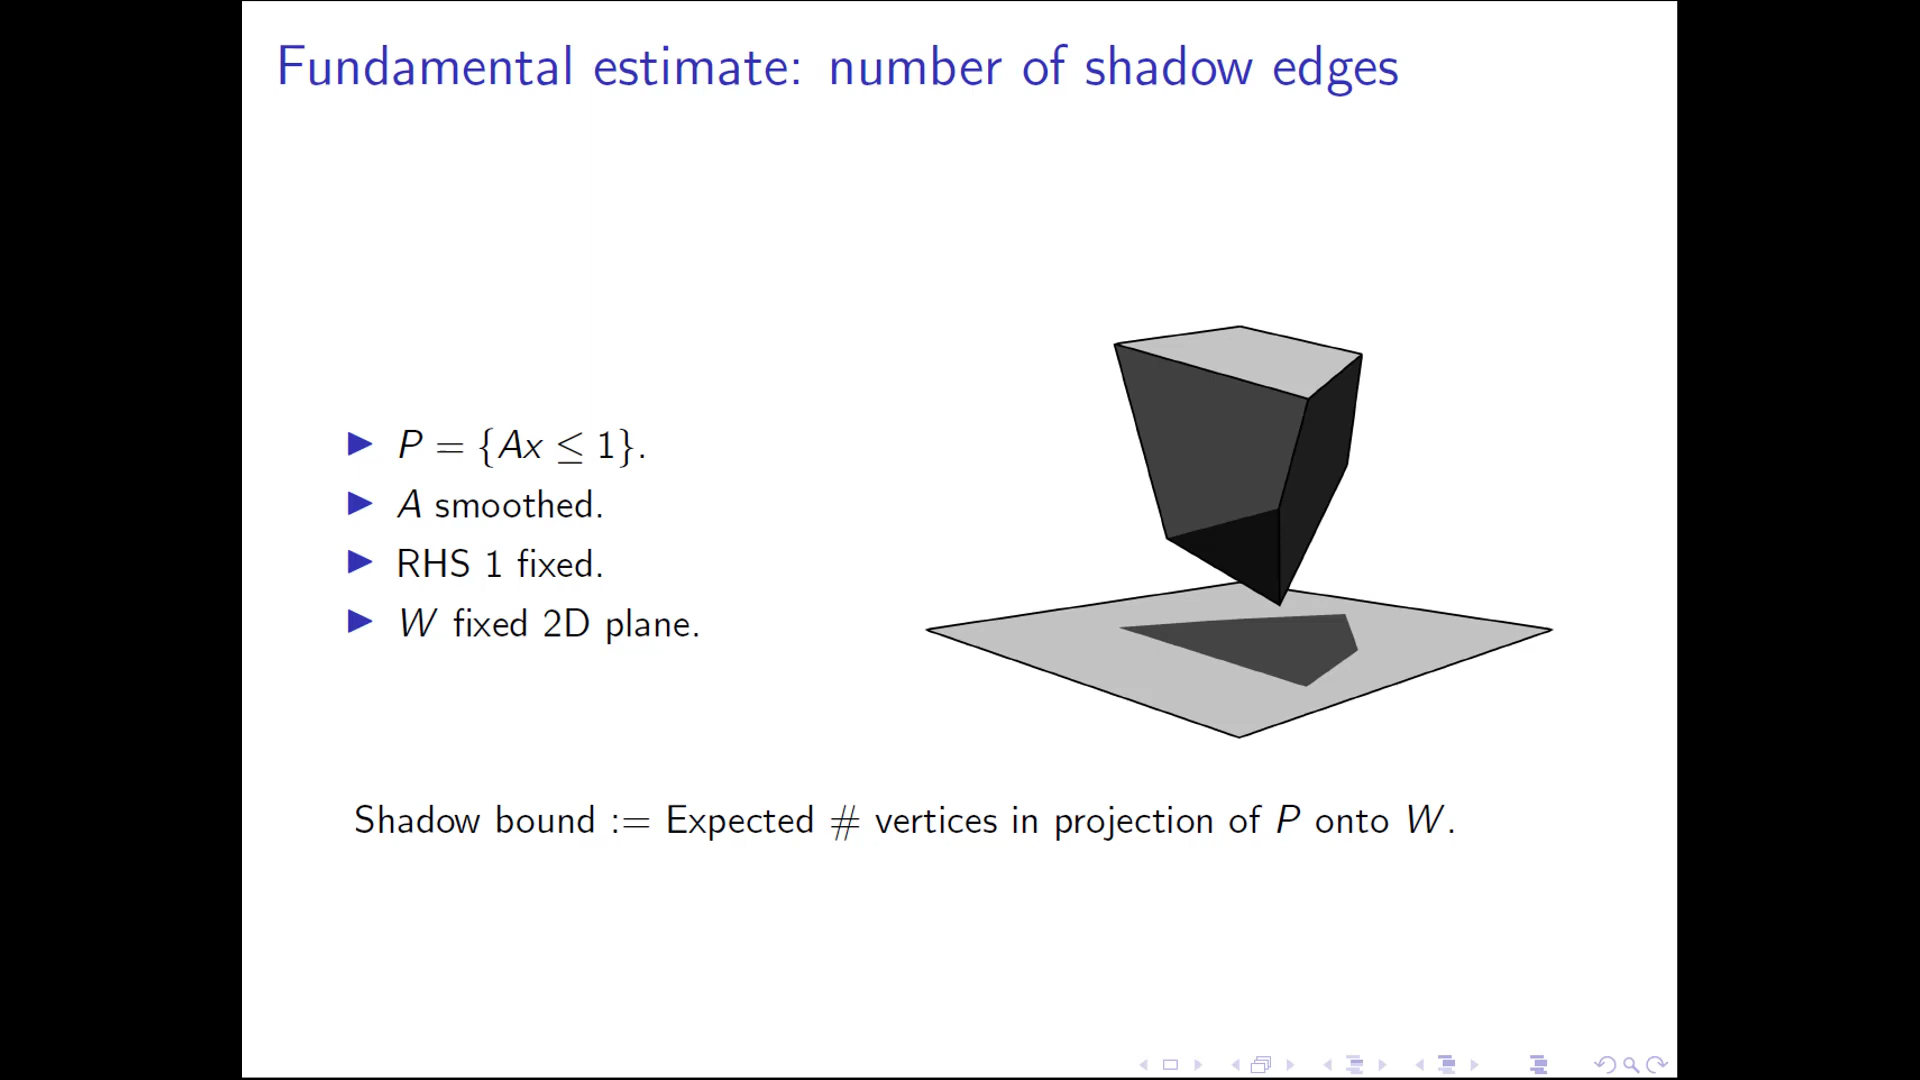 Fundamental estimate: number of shadow edges
▶ P = {Ax ≤ 1}.
▶ A smoothed.
▶ RHS 1 fixed.
▶ W fixed 2D plane.
Shadow bound := Expected # vertices in projection of P onto W.